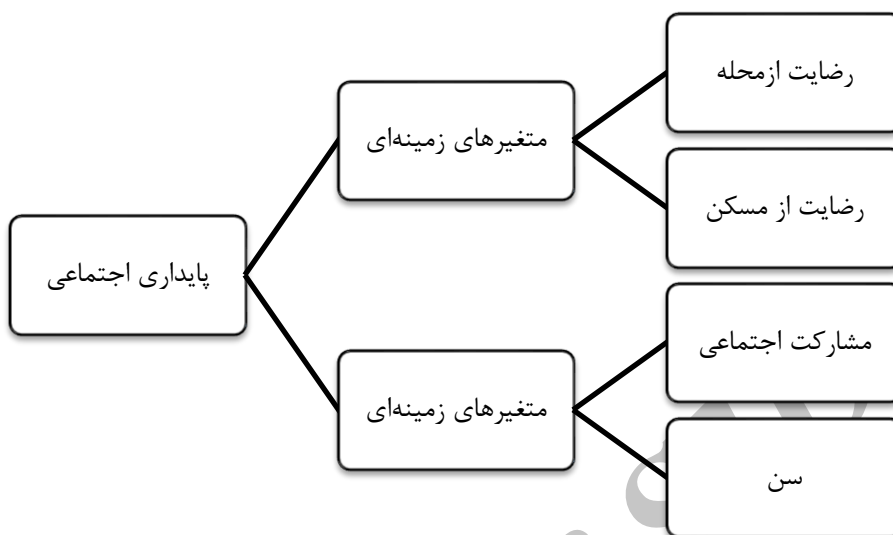 رضایت ازمحله
متغیرهای زمینه‌ای
رضایت از مسکن
پایداری اجتماعی
مشارکت اجتماعی
متغیرهای زمینه‌ای
سن